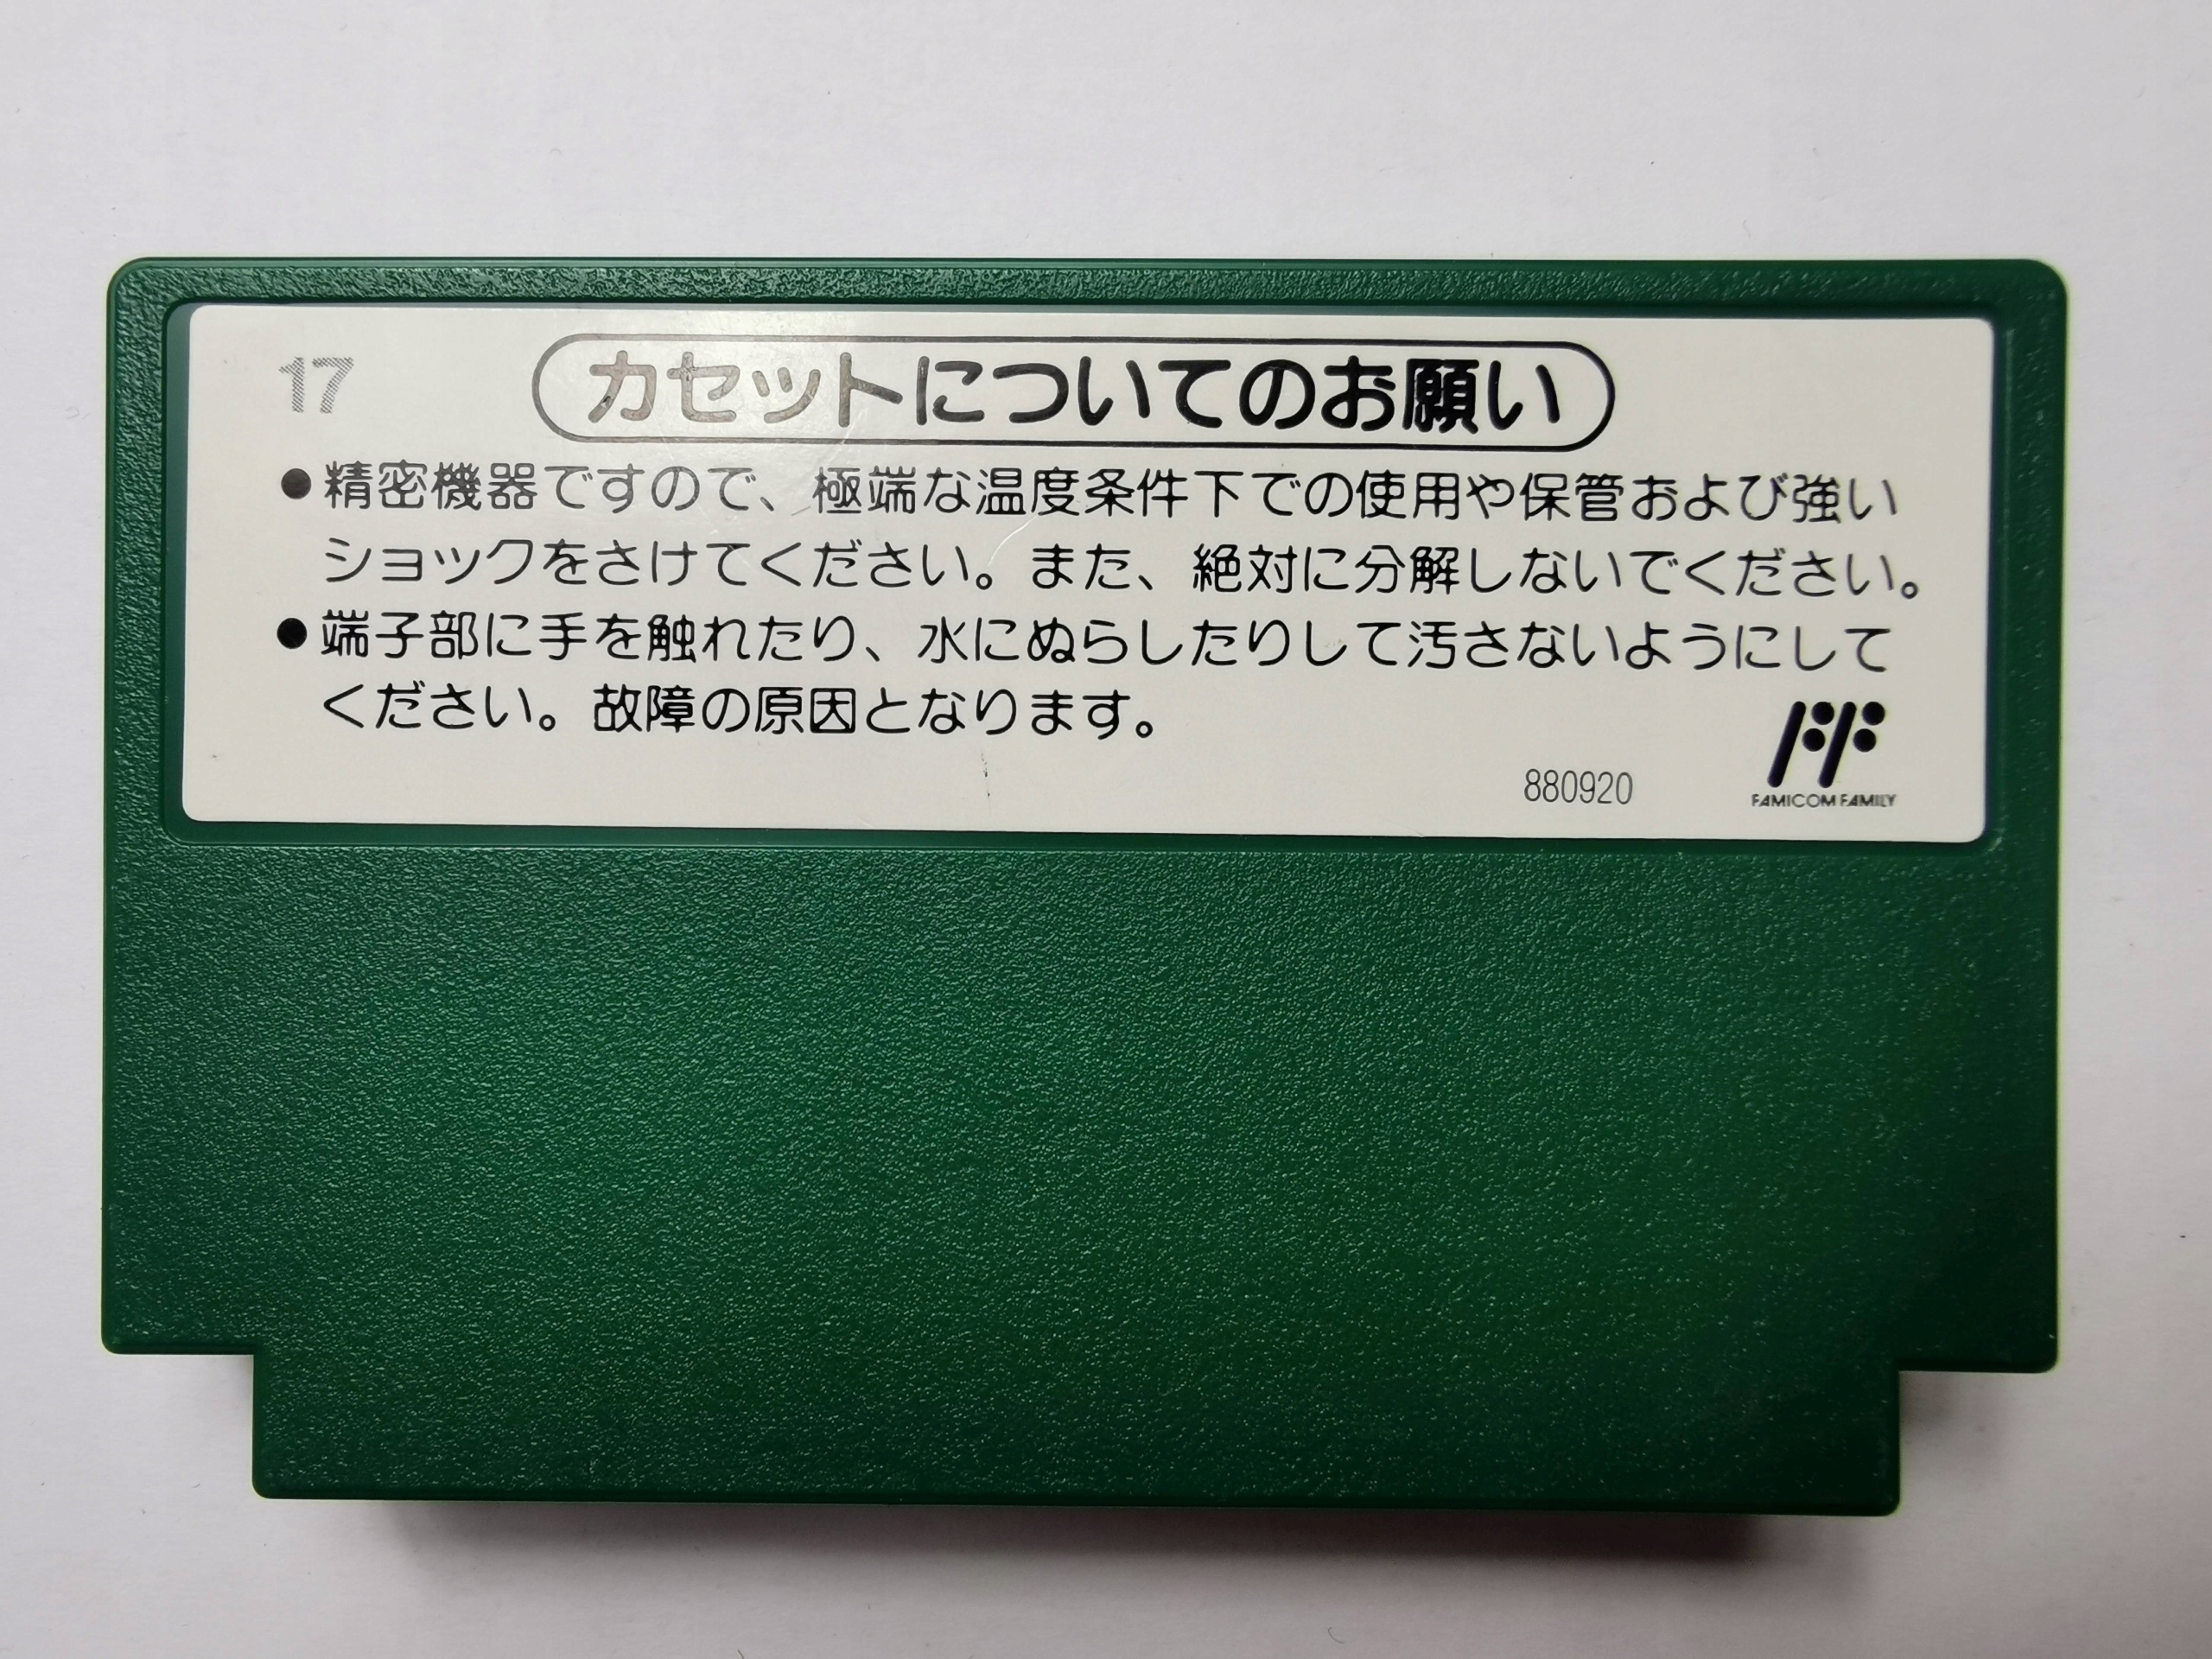 17
カセットについてのお願い
●精密機器ですので、極端な温度条件下での使用や保管および強い
ショックをさけてください。また、絶対に分解しないでください。
●端子部に手を触れたり、水にぬらしたりして汚さないようにして
ください。故障の原因となります。
880920
FAMICOM FAMILY